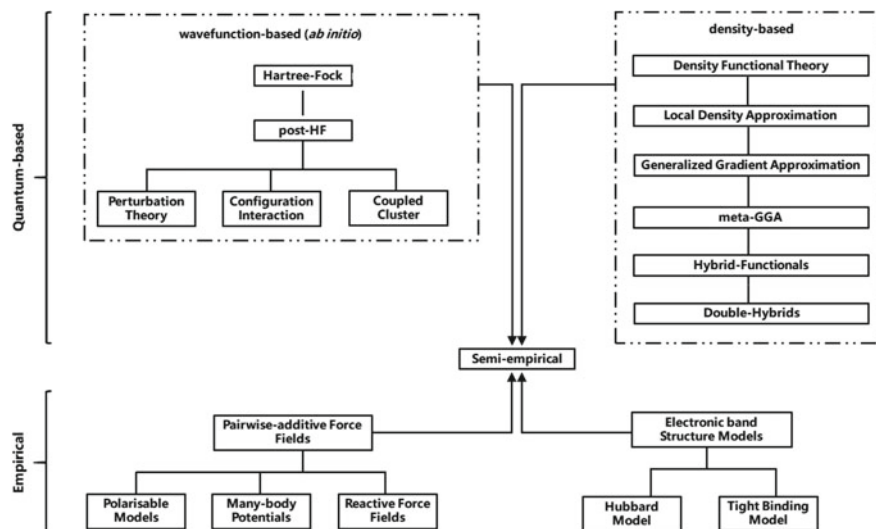 wavefunction-based (ab initio)
Hartree-Fock
post-HF
Perturbation
Theory
Configuration
Interaction
Coupled
Cluster
density-based
Density Functional Theory
Local Density Approximation
Generalized Gradient Approximation
meta-GGA
Hybrid-Functionals
Double-Hybrids
Quantum-based
Semi-empirical
Empirical
Pairwise-additive Force
Fields
Polarisable
Models
Many-body
Potentials
Reactive Force
Fields
Electronic band
Structure Models
Hubbard
Model
Tight Binding
Model